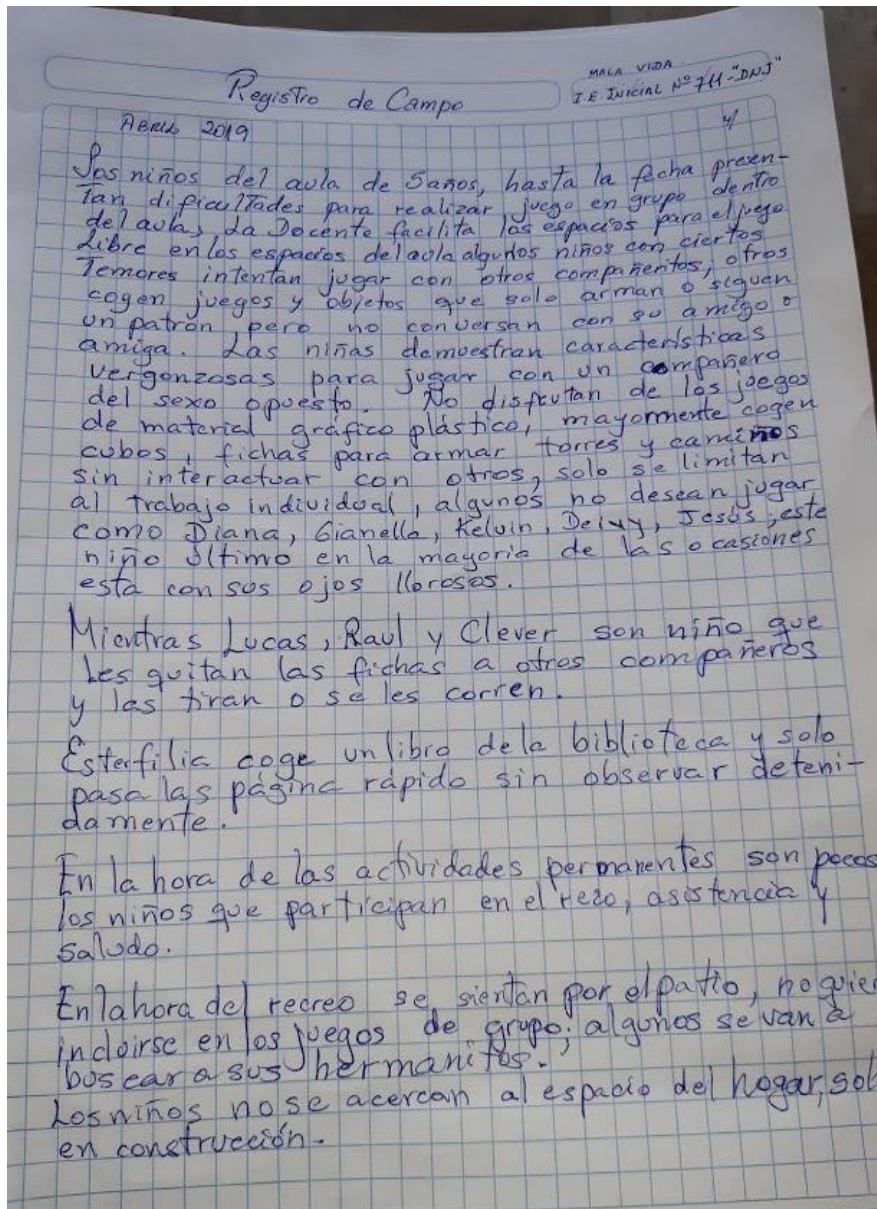 MALA VIDA
Registro de Campo
I.E. INICIAL Nº 711-"DNJ"
ABRIL 2019
Los niños del aula de 5años, hasta la fecha presen-
Tan dificultades para realizar juego en grupo dentro
del aula, La Docente facilita los espacios para el juego
Libre en los espacios del aula algunos niños con ciertos
Temores intentan jugar con otros compañeritos, otros
cogen juegos y objetos que solo arman o siguen
un patrón, pero no conversan con su amigo o
amiga. Las niñas demuestran características
vergonzosas para jugar con un compañero
del sexo opuesto. No disfrutan de los juegos
de material gráfico plástico, mayormente cogen
cubos, fichas para armar torres y caminos
sin interactuar con otros, solo se limitan
al trabajo individual, algunos no desean jugar
como Diana, Gianella, Kelvin, Deivy, Jesús, este
niño último en la mayoria de las ocasiones
esta con sus ojos llorosos.
Mientras Lucas, Raul y Clever son niño que
Les quitan las fichas a otros compañeros
y las tiran o se les corren.
Esterfilia coge un libro de la biblioteca y solo
pasa las página rápido sin observar deteni-
damente.
En la hora de las actividades permanentes son pocos
los niños que participan en el rezo, asistencia y
saludo.
En la hora del recreo se sientan por el patio, no quie
incluirse en los juegos de grupo; algunos se van a
buscar a sus hermanitos.
Los niños no se acercan al espacio del hogar, sol
en construcción.